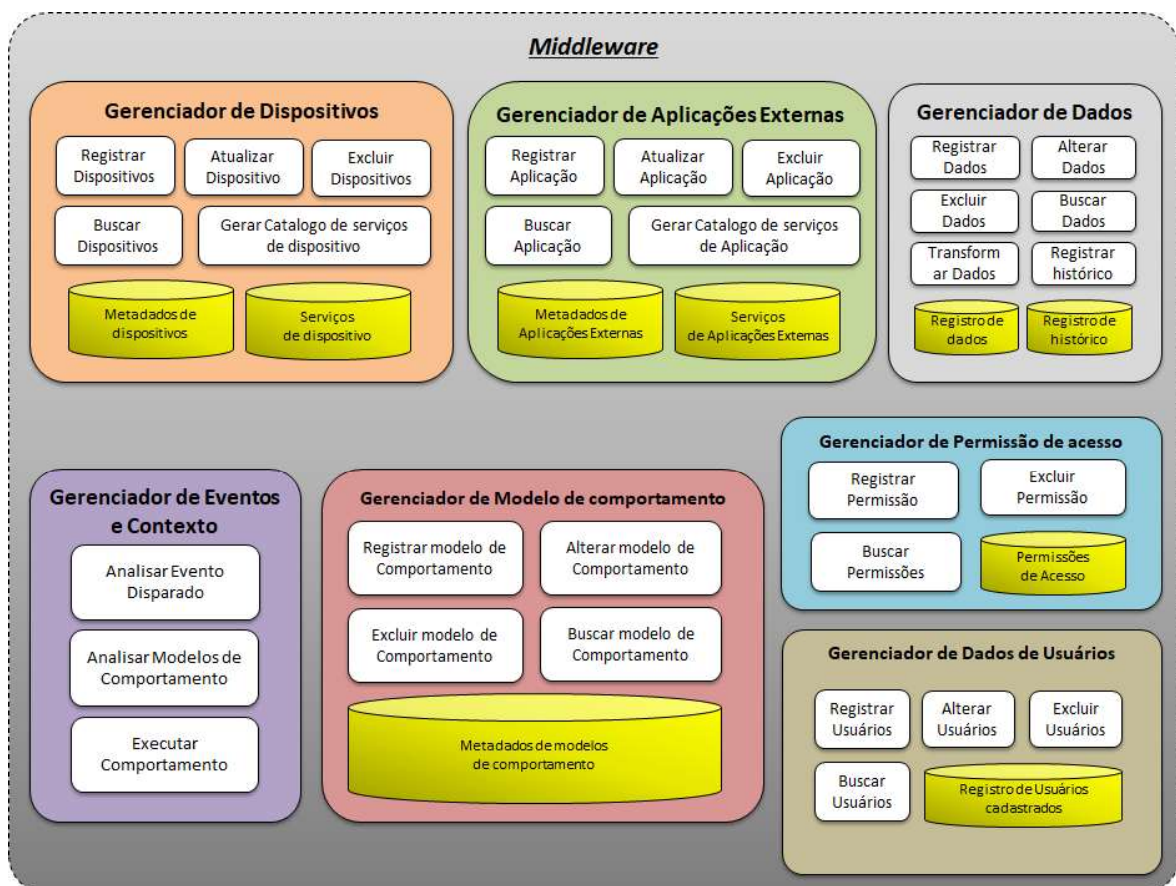 Middleware
Gerenciador de Dispositivos
Registrar
Dispositivos
Atualizar
Dispositivo
Excluir
Dispositivos
Buscar
Dispositivos
Gerar Catalogo de serviços
de dispositivo
Metadados de
dispositivos
Serviços
de dispositivo
Gerenciador de Aplicações Externas
Registrar
Aplicação
Atualizar
Aplicação
Excluir
Aplicação
Buscar
Aplicação
Gerar Catalogo de serviços
de Aplicação
Metadados de
Aplicações Externas
Serviços
de Aplicações Externas
Gerenciador de Dados
Registrar
Dados
Alterar
Dados
Excluir
Dados
Buscar
Dados
Transform
ar Dados
Registrar
histórico
Registro de
dados
Registro de
histórico
Gerenciador de Eventos
e Contexto
Analisar Evento
Disparado
Analisar Modelos de
Comportamento
Executar
Comportamento
Gerenciador de Modelo de comportamento
Registrar modelo de
Comportamento
Alterar modelo de
Comportamento
Excluir modelo de
Comportamento
Buscar modelo de
Comportamento
Metadados de modelos
de comportamento
Gerenciador de Permissão de acesso
Registrar
Permissão
Excluir
Permissão
Buscar
Permissões
Permissões
de Acesso
Gerenciador de Dados de Usuários
Registrar
Usuários
Alterar
Usuários
Excluir
Usuários
Buscar
Usuários
Registro de Usuários
cadastrados